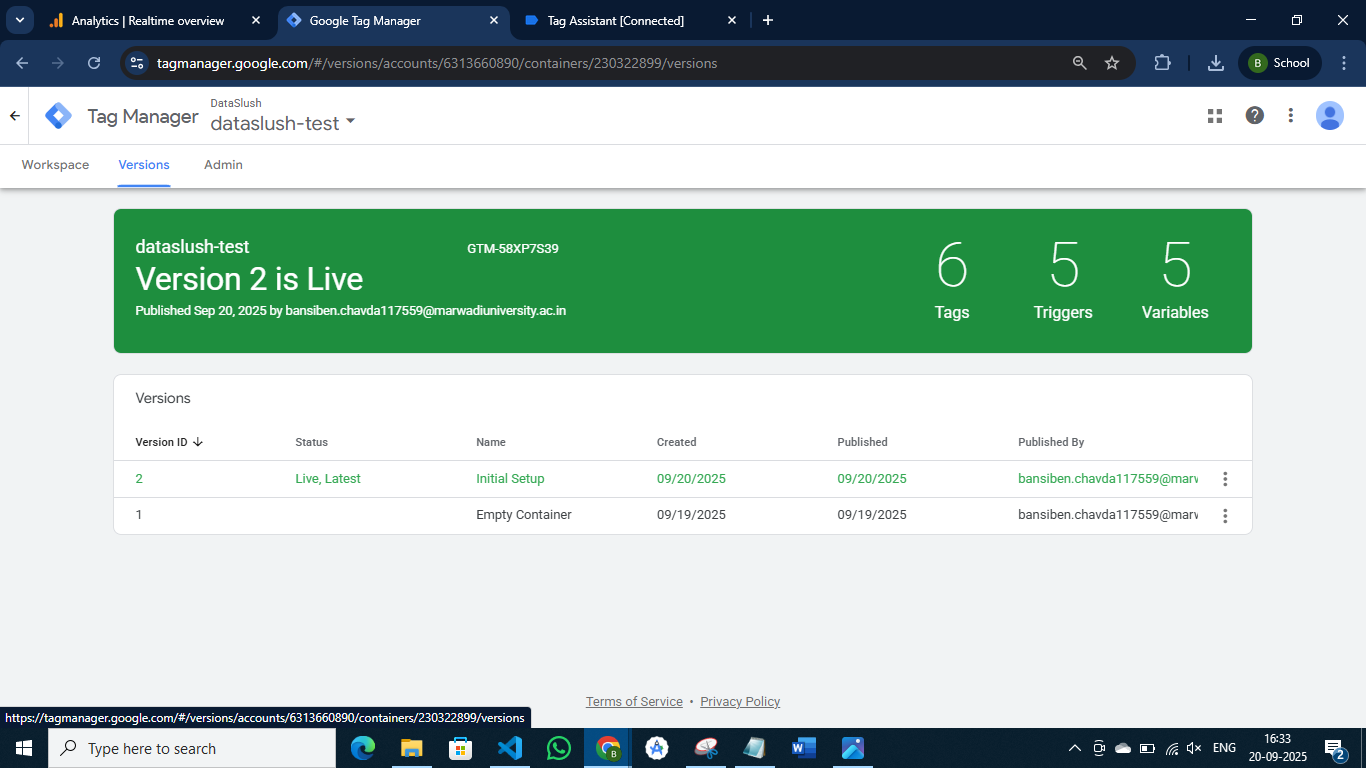 Analytics | Realtime overview
Google Tag Manager
Tag Assistant [Connected]
tagmanager.google.com/#/versions/accounts/6313660890/containers/230322899/versions
B School
Tag Manager
DataSlush
dataslush-test
Workspace Versions Admin
dataslush-test GTM-58XP7S39
Version 2 is Live
Published Sep 20, 2025 by bansiben.chavda117559@marwadiuniversity.ac.in
6 5 5
Tags Triggers Variables
Versions
Version ID Status Name Created Published Published By
2 Live, Latest Initial Setup 09/20/2025 09/20/2025 bansiben.chavda117559@marw
1 Empty Container 09/19/2025 09/19/2025 bansiben.chavda117559@marw
Terms of Service • Privacy Policy
https://tagmanager.google.com/#/versions/accounts/6313660890/containers/230322899/versions
Type here to search
ENG
16:33
20-09-2025
2